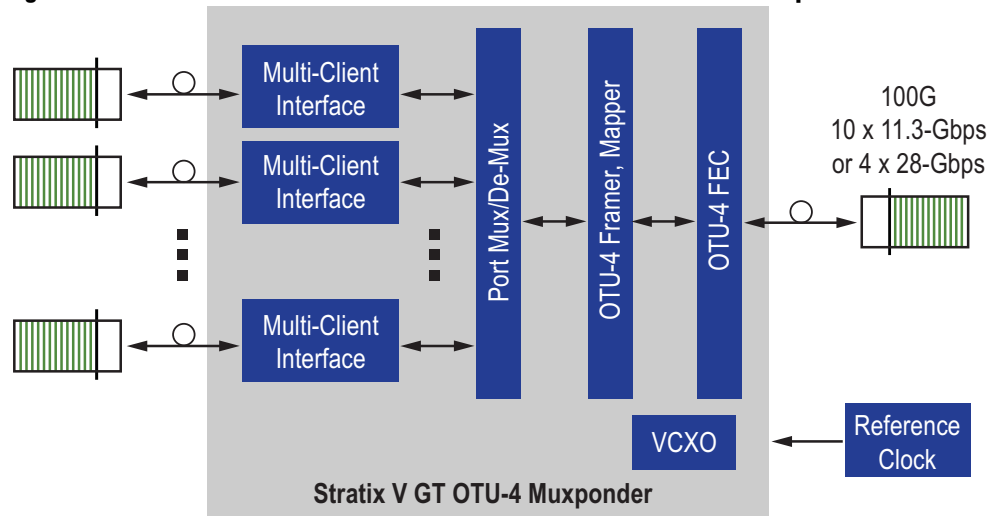 Multi-Client
Interface
Multi-Client
Interface
Multi-Client
Interface
Port Mux/De-Mux
OTU-4 Framer, Mapper
OTU-4 FEC
100G
10 x 11.3-Gbps
or 4 x 28-Gbps
VCXO
Reference
Clock
Stratix V GT OTU-4 Muxponder